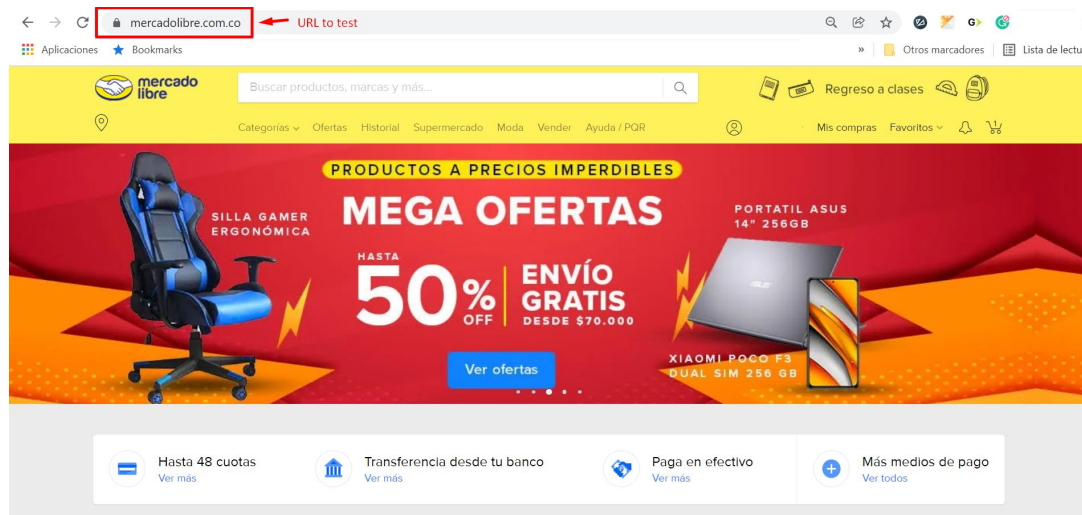 mercadolibre.com.co
URL to test
G
Aplicaciones
Bookmarks
»
Otros marcadores
Lista de lectu
mercado
libre
Buscar productos, marcas y más...
Regreso a clases
Categorías
Ofertas
Historial
Supermercado
Moda
Vender
Ayuda / PQR
Mis compras
Favoritos
1
PRODUCTOS A PRECIOS IMPERDIBLES
MEGA OFERTAS
SILLA GAMER
ERGONÓMICA
HASTA
50% OFF
ENVÍO
GRATIS
DESDE $70.000
PORTATIL ASUS
14" 256GB
XIAOMI POCO F3
DUAL SIM 256 GB
Ver ofertas
Hasta 48 cuotas
Ver más
Transferencia desde tu banco
Ver más
Paga en efectivo
Ver más
Más medios de pago
Ver todos